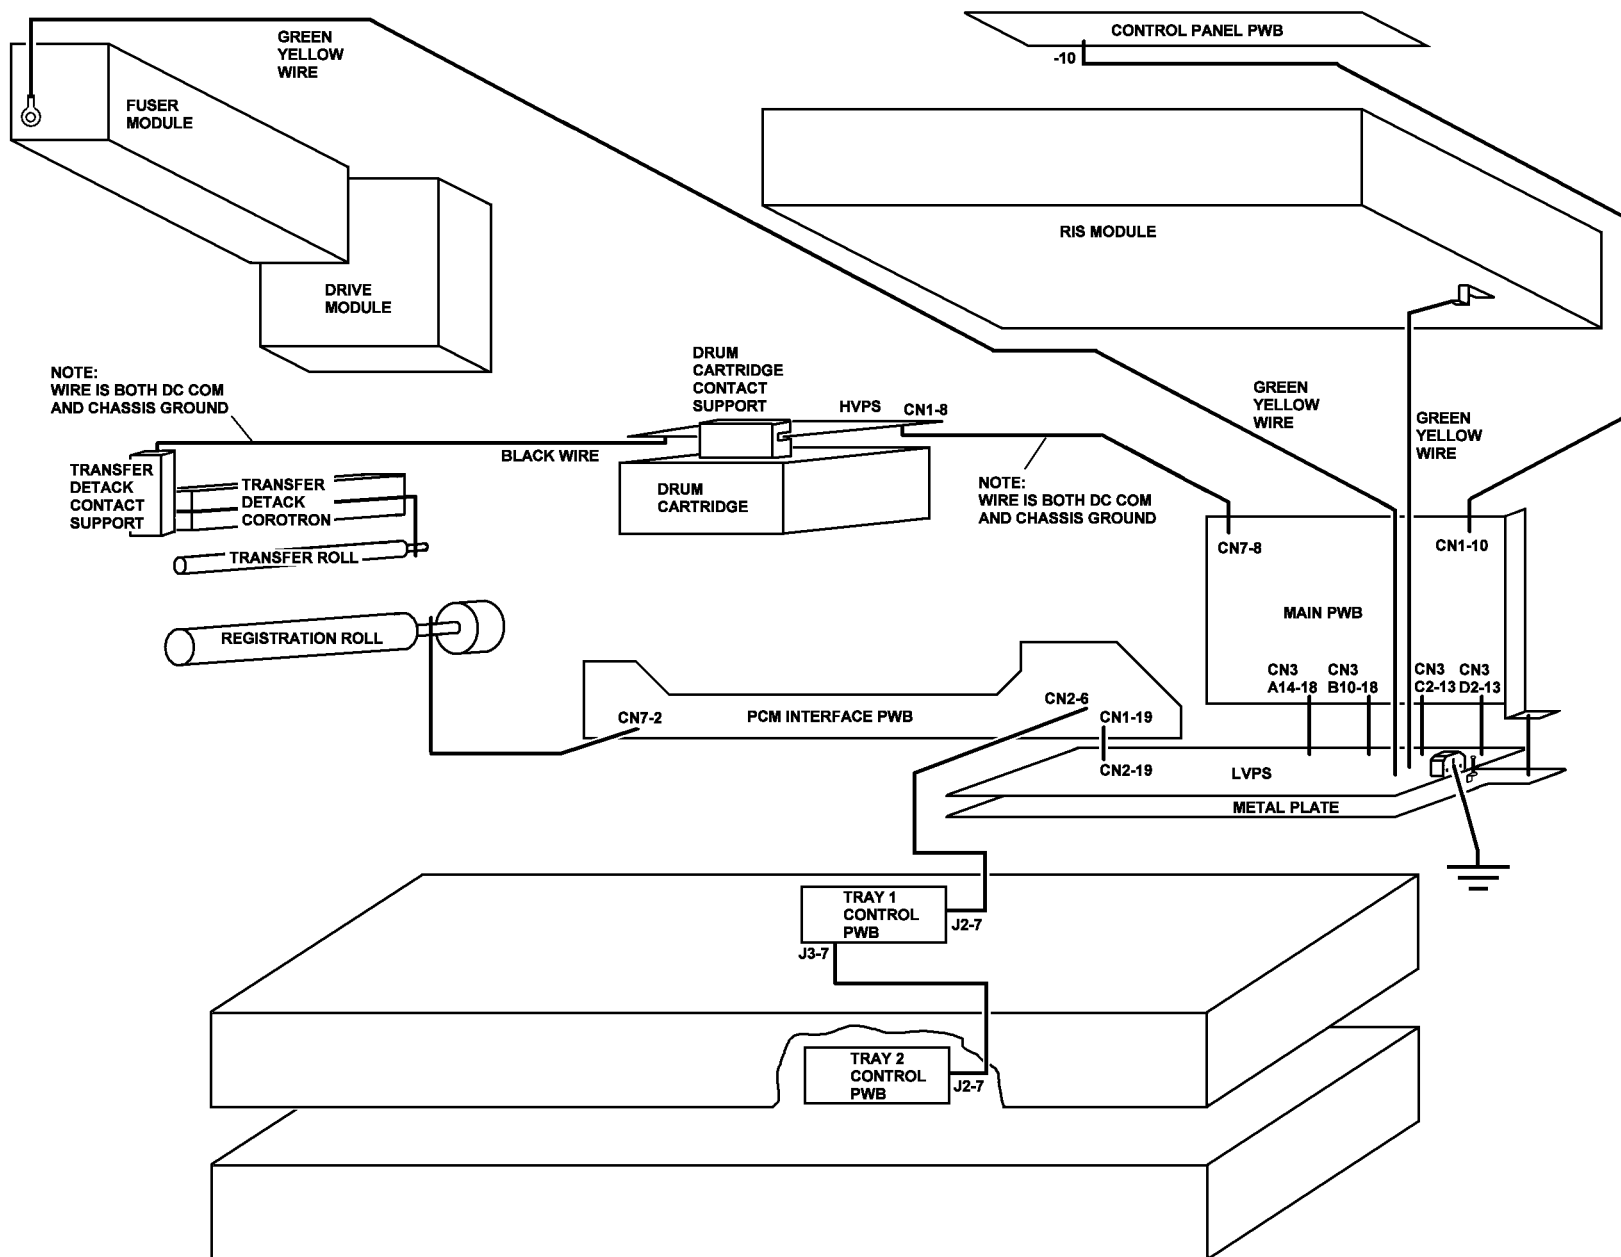 GREEN
YELLOW
WIRE
CONTROL PANEL PWB
-10
FUSER
MODULE
RIS MODULE
DRIVE
MODULE
NOTE:
WIRE IS BOTH DC COM
AND CHASSIS GROUND
DRUM
CARTRIDGE
CONTACT
SUPPORT
HVPS
CN1-8
GREEN
YELLOW
WIRE
GREEN
YELLOW
WIRE
BLACK WIRE
TRANSFER
DETACK
CONTACT
SUPPORT
TRANSFER
DETACK
COROTRON
DRUM
CARTRIDGE
NOTE:
WIRE IS BOTH DC COM
AND CHASSIS GROUND
TRANSFER ROLL
CN7-8
CN1-10
MAIN PWB
REGISTRATION ROLL
CN3
A14-18
CN3
B10-18
CN3
C2-13
CN3
D2-13
CN7-2
PCM INTERFACE PWB
CN2-6
CN1-19
CN2-19
LVPS
METAL PLATE
TRAY 1
CONTROL
PWB
J2-7
J3-7
TRAY 2
CONTROL
PWB
J2-7